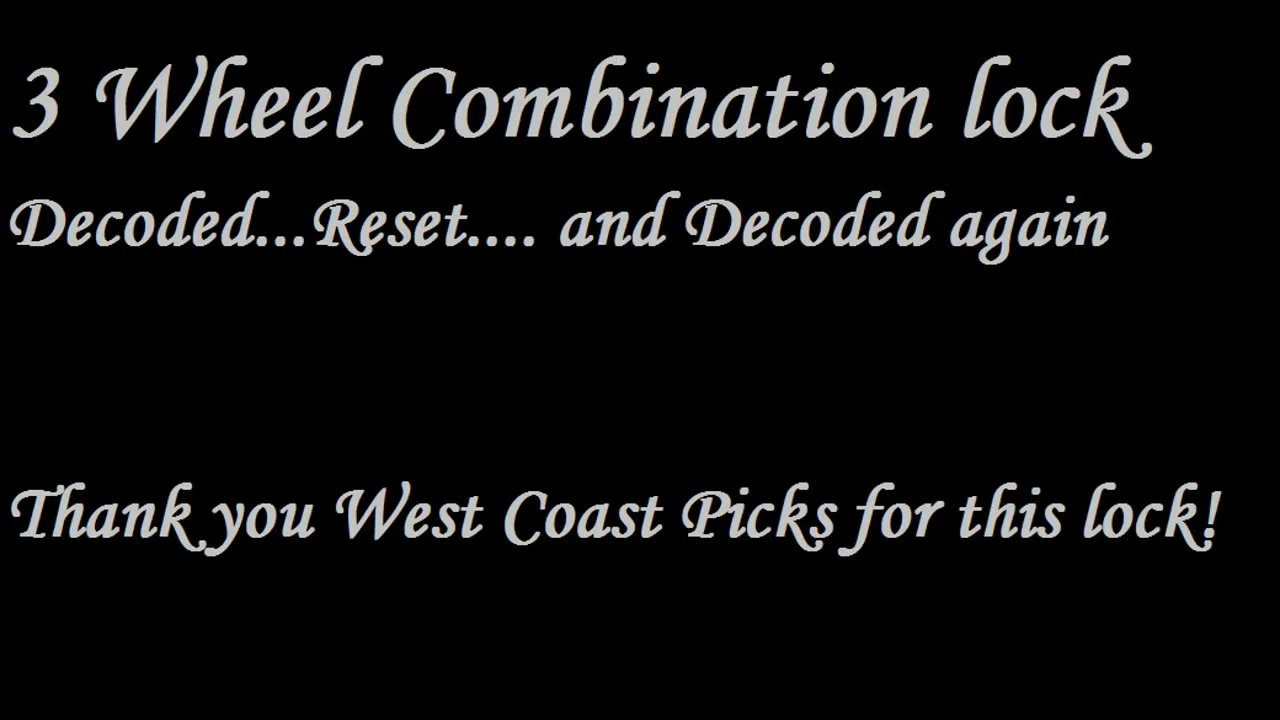 3 Wheel Combination lock
Decoded...Reset.... and Decoded again
Thank you West Coast Picks for this lock!